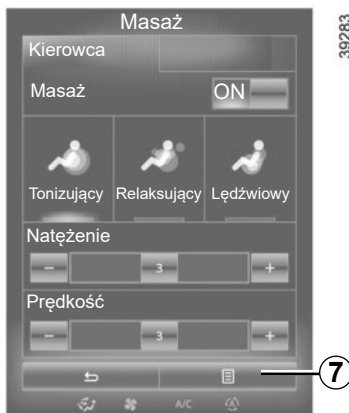 Masaż
Kierowca
Masaż ON
Tonizujący Relaksujący Lędźwiowy
Natężenie
- 3 +
Prędkość
- 3 +
7
A/C A
39283